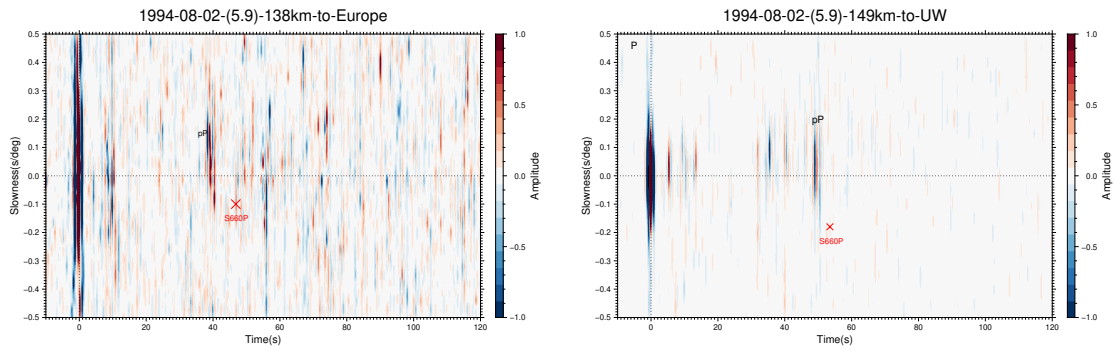 1994-08-02-(5.9)-138km-to-Europe
0.5
0.4
0.3
0.2
0.1
0.0
−0.1
−0.2
−0.3
−0.4
−0.5
Slowness(s/deg)
pP
S660P
0 20 40 60 80 100 120
Time(s)
1.0
0.5
0.0
−0.5
−1.0
Amplitude
1994-08-02-(5.9)-149km-to-UW
0.5
0.4
0.3
0.2
0.1
0.0
−0.1
−0.2
−0.3
−0.4
−0.5
Slowness(s/deg)
P
pP
S660P
0 20 40 60 80 100 120
Time(s)
1.0
0.5
0.0
−0.5
−1.0
Amplitude